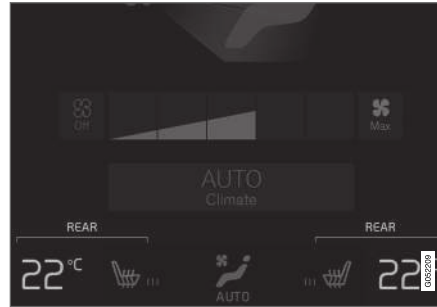 Off
Max
AUTO
Climate
REAR
REAR
22°C
AUTO
22
G052209